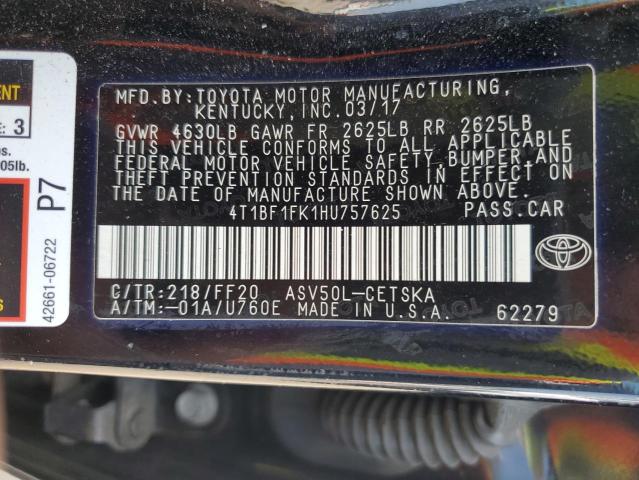 MFD.BY:TOYOTA MOTOR MANUFACTURING,
KENTUCKY, INC. 03/17
GVWR 4630LB GAWR FR 2625LB RR 2625LB
THIS VEHICLE CONFORMS TO ALL APPLICABLE
FEDERAL MOTOR VEHICLE SAFETY, BUMPER, AND
THEFT PREVENTION STANDARDS IN EFFECT ON
THE DATE OF MANUFACTURE SHOWN ABOVE.
4T1BF1FK1HU757625 PASS.CAR
C/TR:218/FF20 ASV50L-CETSKA
A/TM:-01A/U760E MADE IN U.S.A. 62279
3
05lb.
P7
42661-06722